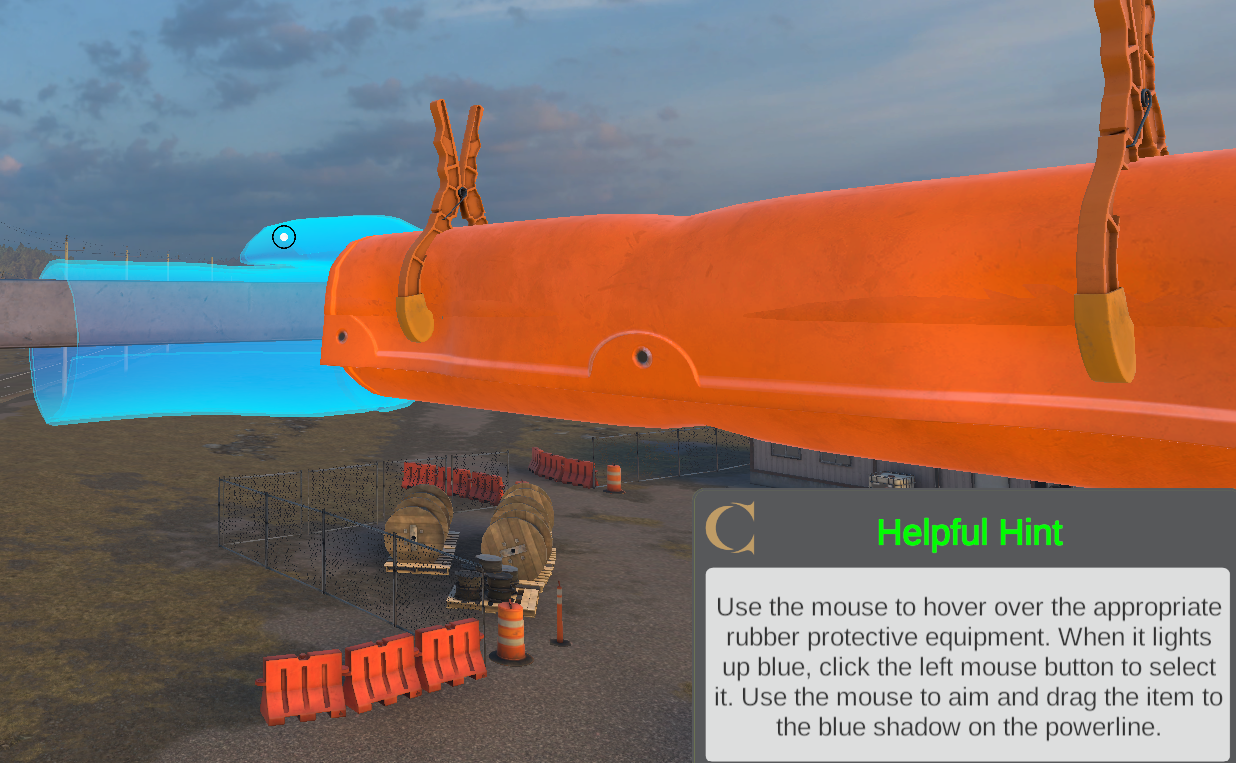 C
Helpful Hint
Use the mouse to hover over the appropriate
rubber protective equipment. When it lights
up blue, click the left mouse button to select
it. Use the mouse to aim and drag the item to
the blue shadow on the powerline.